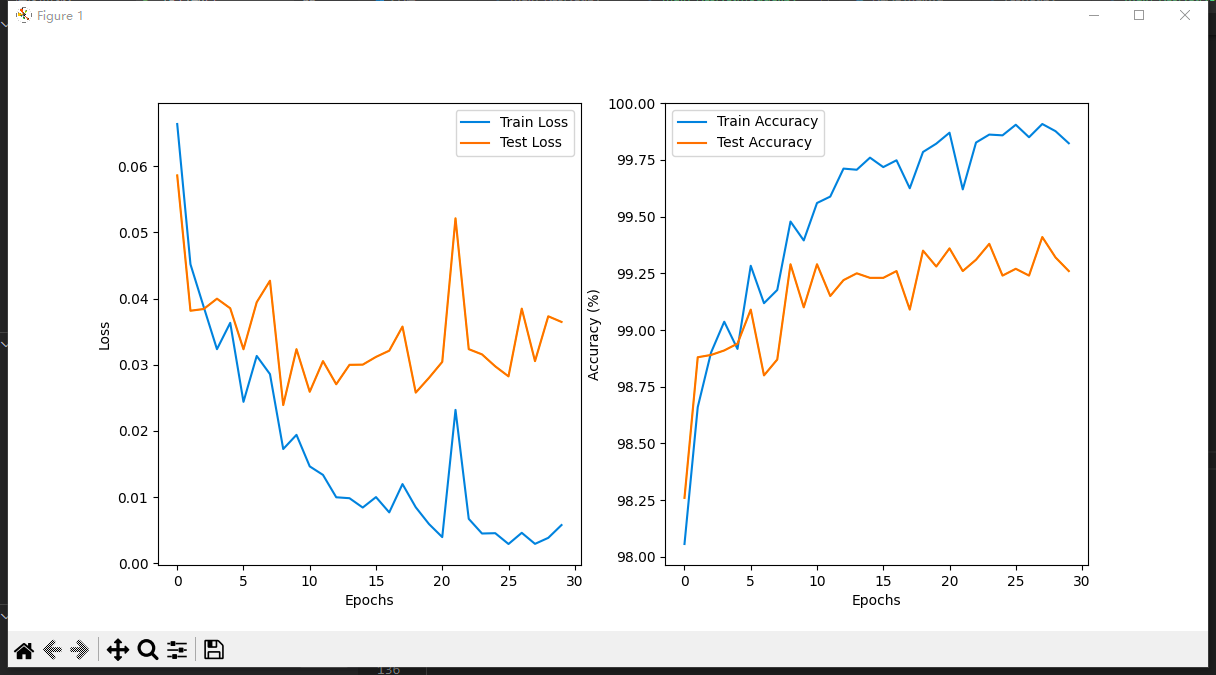 Figure 1
Train Loss
Test Loss
0.06
0.05
0.04
0.03
0.02
0.01
0.00
Loss
0 5 10 15 20 25 30
Epochs
Train Accuracy
Test Accuracy
100.00
99.75
99.50
99.25
99.00
98.75
98.50
98.25
98.00
Accuracy (%)
0 5 10 15 20 25 30
Epochs
136